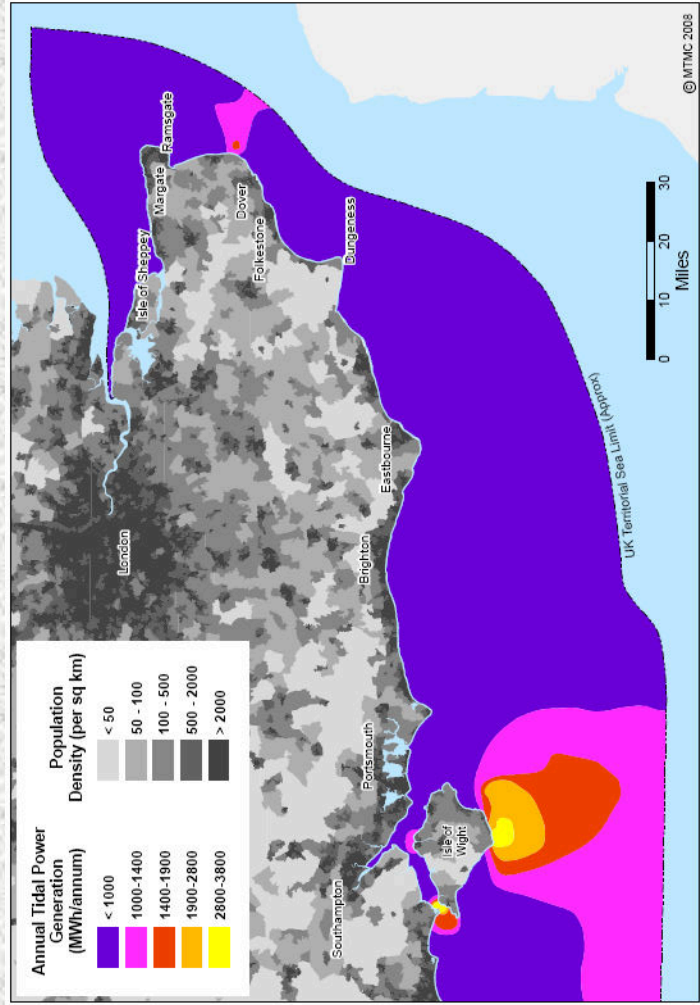 Annual Tidal Power
Generation
(MWh/annum)
< 1000
1000-1400
1400-1900
1900-2800
2800-3800
Population
Density (per sq km)
< 50
50 - 100
100 - 500
500 - 2000
> 2000
London
Isle of Sheppey
Margate
Ramsgate
Dover
Folkestone
Dungeness
Eastbourne
Brighton
Portsmouth
Southampton
Isle of
Wight
UK Territorial Sea Limit (Approx)
0 10 20 30
Miles
© MTMC 2008